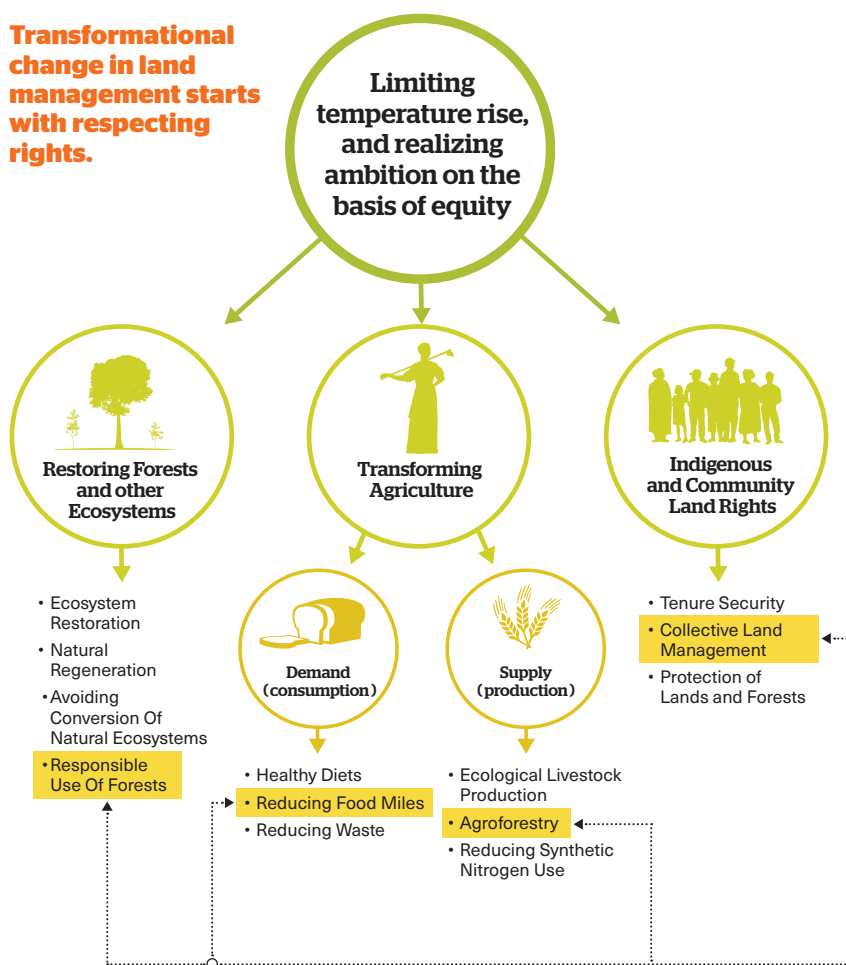 Transformational
change in land
management starts
with respecting
rights.
Limiting
temperature rise,
and realizing
ambition on the
basis of equity
Restoring Forests
and other
Ecosystems
Transforming
Agriculture
Indigenous
and Community
Land Rights
• Ecosystem
Restoration
• Natural
Regeneration
• Avoiding
Conversion Of
Natural Ecosystems
• Responsible
Use Of Forests
Demand
(consumption)
• Healthy Diets
• Reducing Food Miles
• Reducing Waste
Supply
(production)
• Ecological Livestock
Production
• Agroforestry
• Reducing Synthetic
Nitrogen Use
• Tenure Security
• Collective Land
Management
• Protection of
Lands and Forests